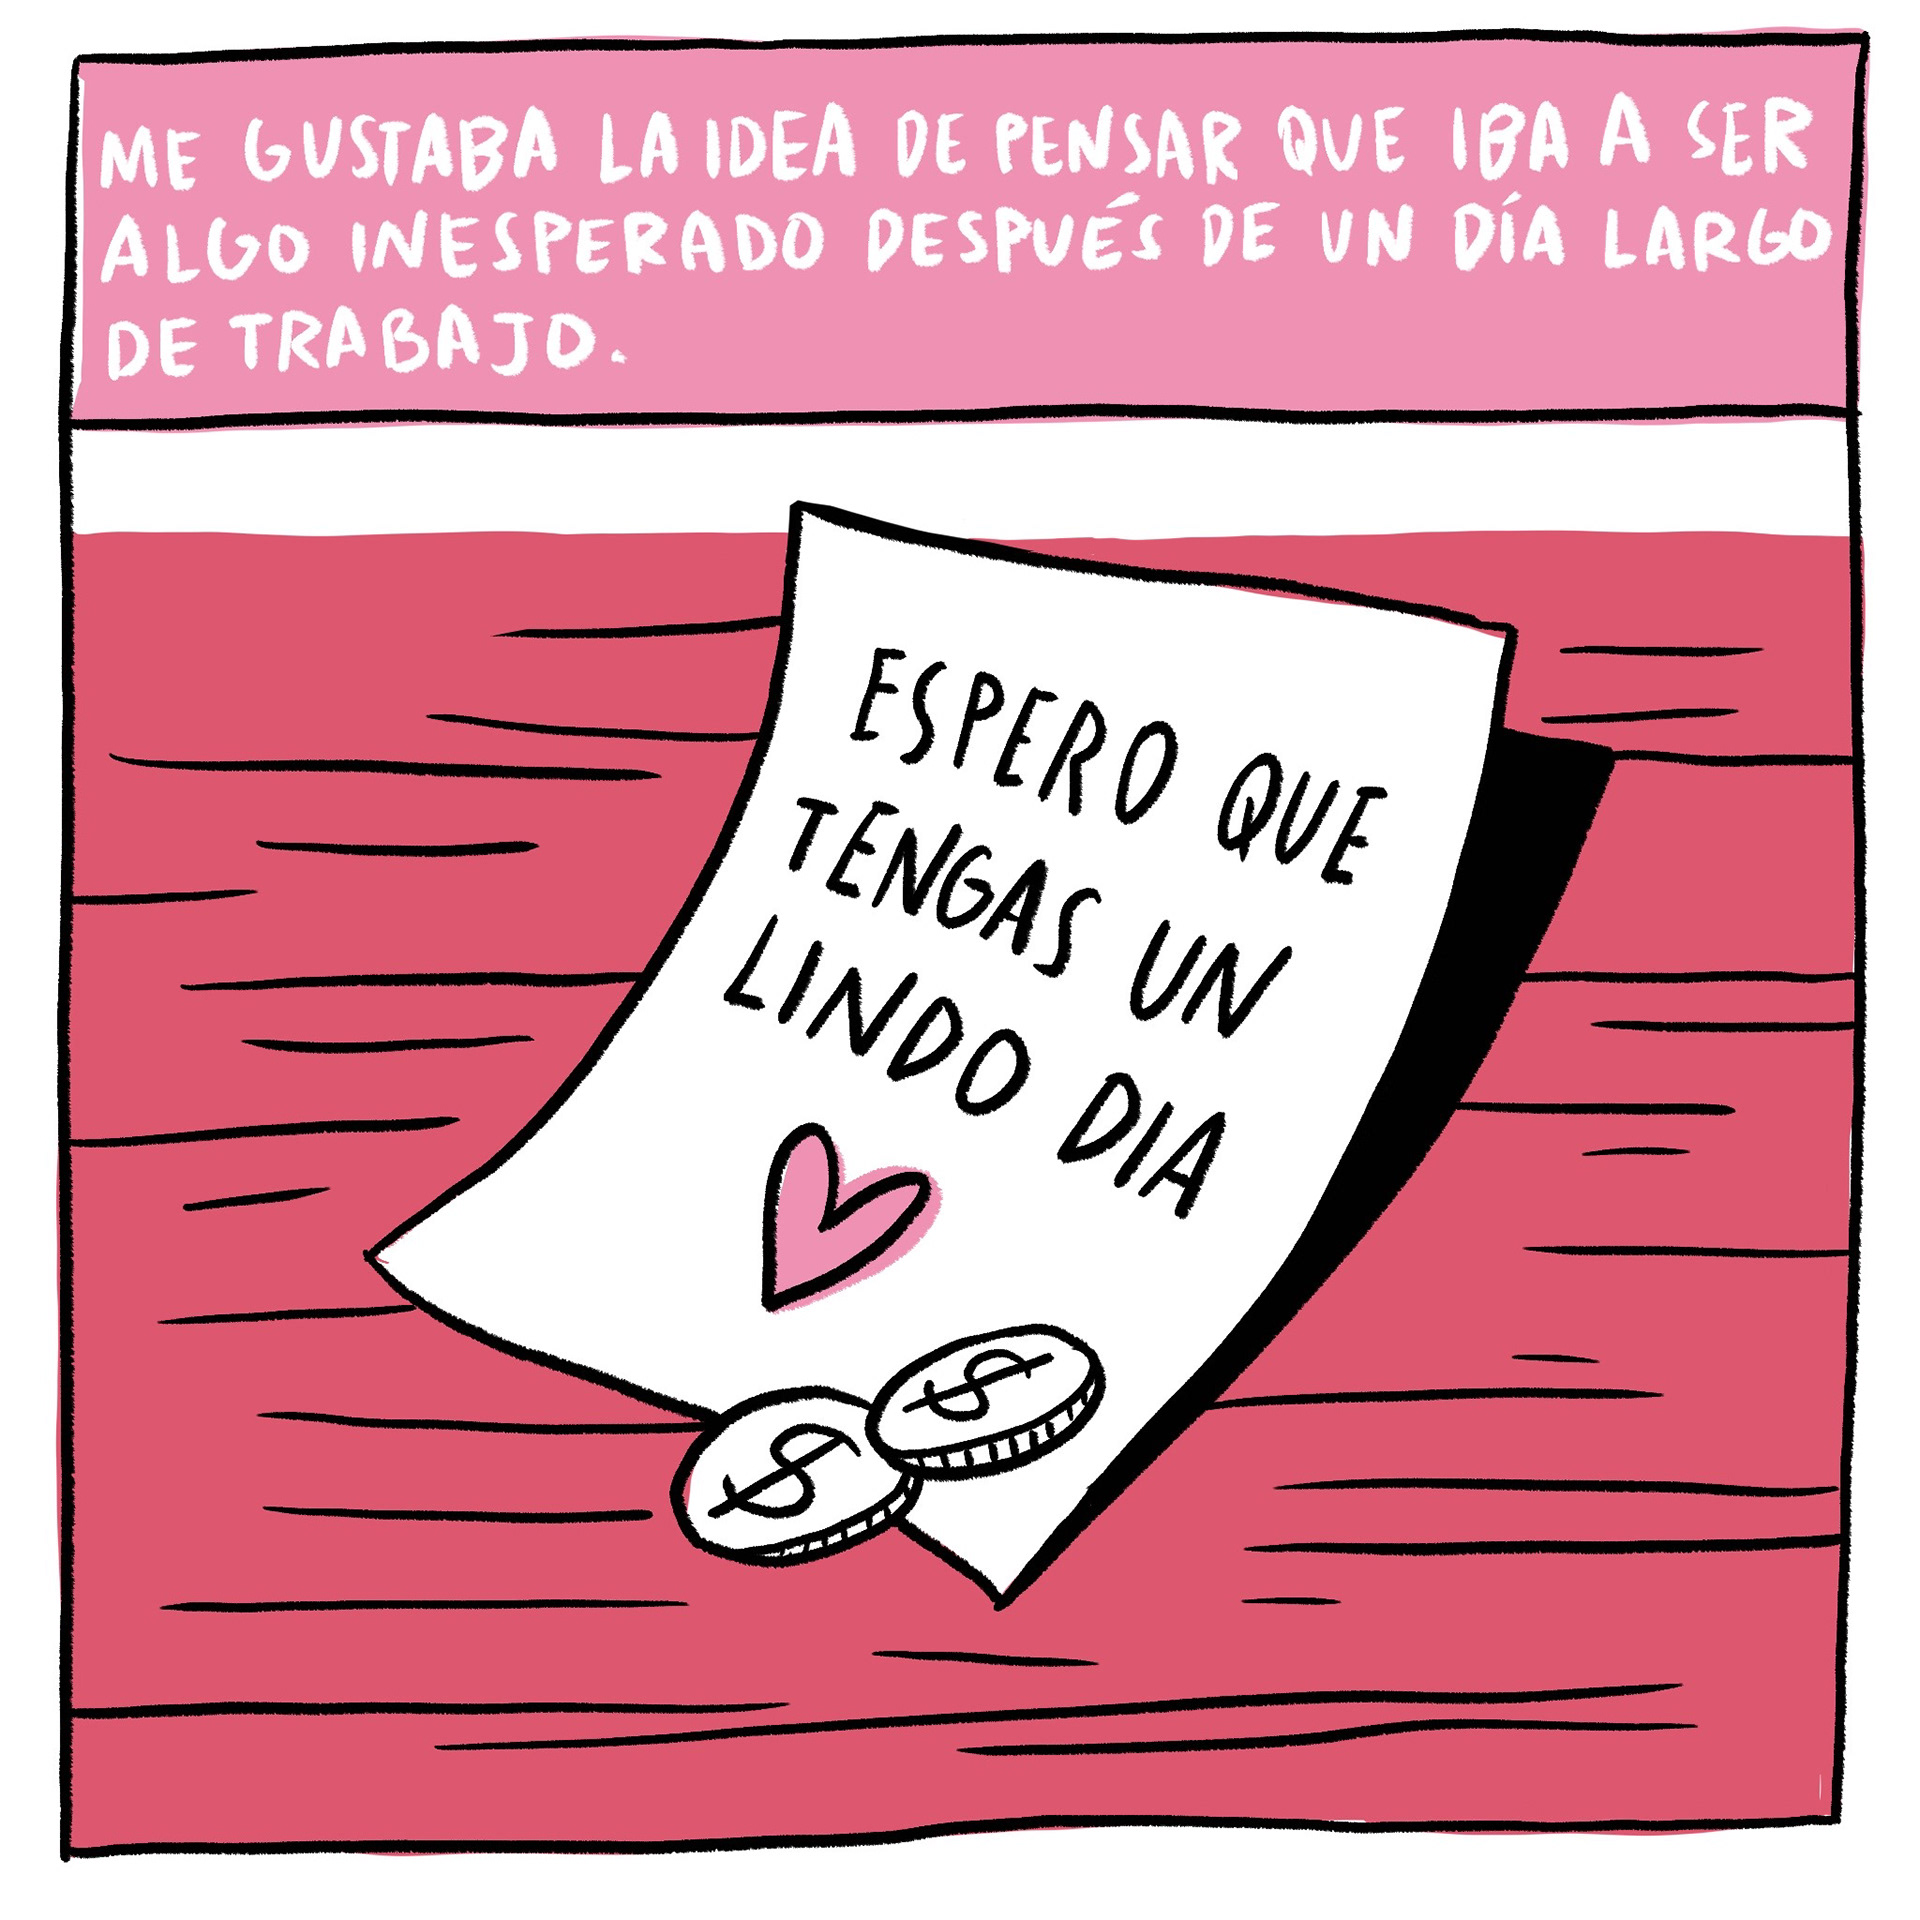 ME GUSTABA LA IDEA DE PENSAR QUE IBA A SER
ALGO INESPERADO DESPUÉS DE UN DÍA LARGO
DE TRABAJO.
ESPERO QUE
TENGAS UN
LINDO DIA
$
$